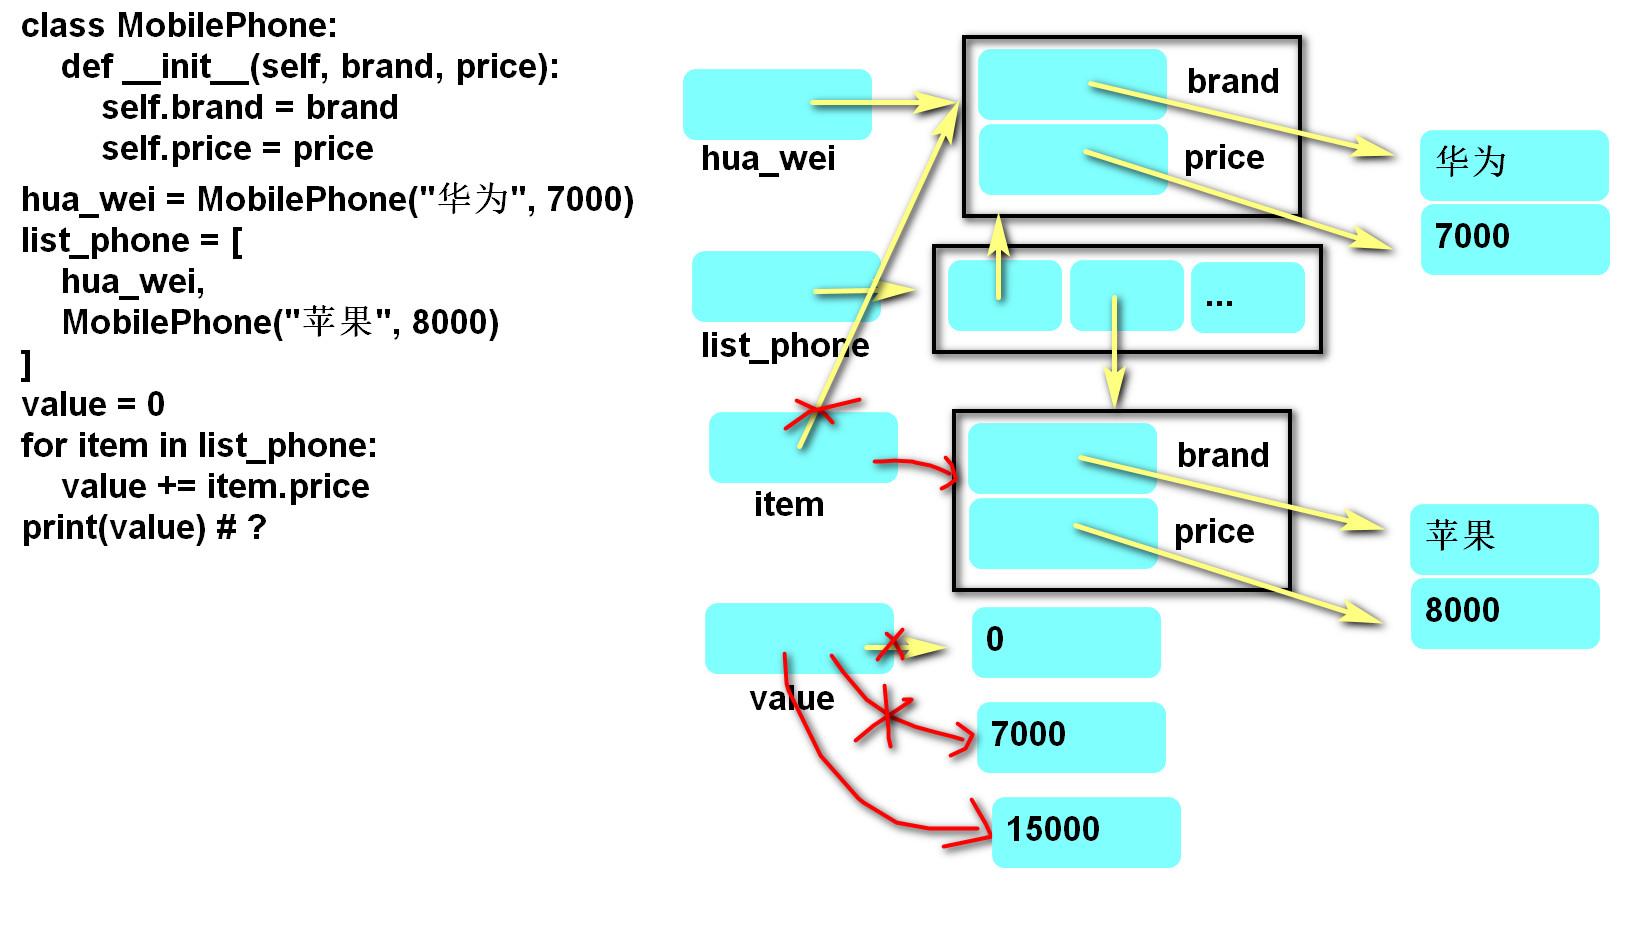 class MobilePhone:
def __init__(self, brand, price):
self.brand = brand
self.price = price
hua_wei = MobilePhone("华为", 7000)
list_phone = [
hua_wei,
MobilePhone("苹果", 8000)
]
value = 0
for item in list_phone:
value += item.price
print(value) # ?
hua_wei
brand
price
华为
7000
list_phone
...
item
brand
price
苹果
8000
value
0
7000
15000